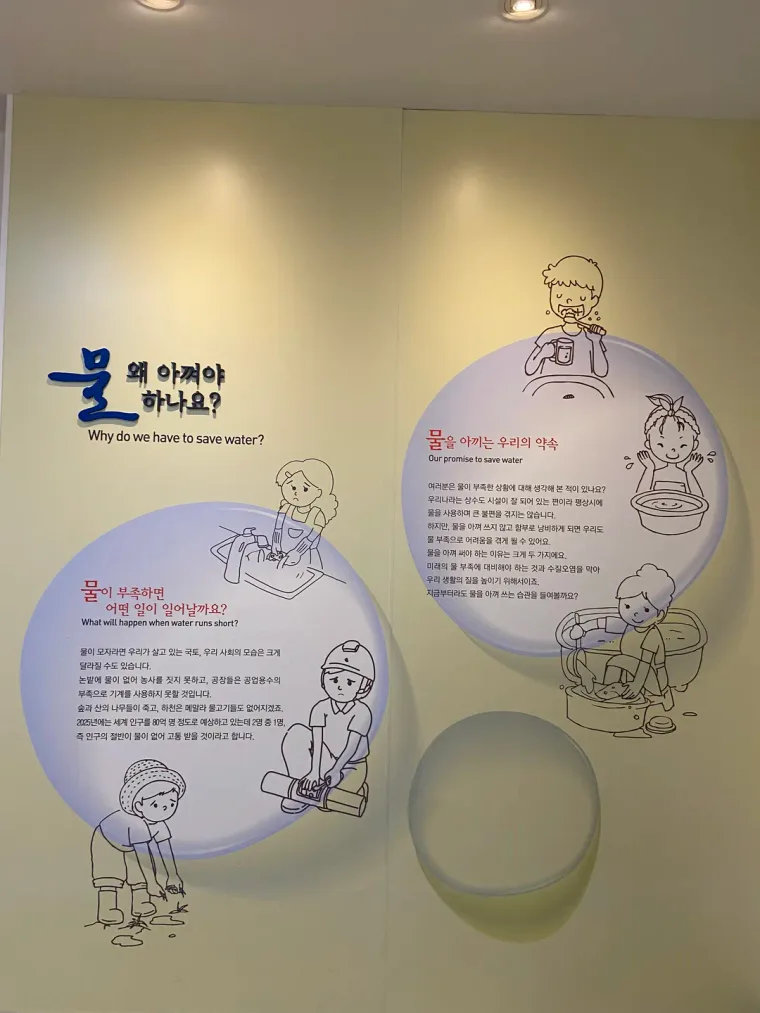 물 왜 아껴야
하나요?
Why do we have to save water?
물이 부족하면
어떤 일이 일어날까요?
What will happen when water runs short?
물이 모자라면 우리가 살고 있는 국토, 우리 사회의 모습은 크게
달라질 수도 있습니다.
논밭에 물이 없어 농사를 짓지 못하고, 공장들은 공업용수의
부족으로 기계를 사용하지 못할 것입니다.
숲과 산의 나무들이 죽고, 하천은 메말라 물고기들도 없어지겠죠.
2025년에는 세계 인구를 80억 명 정도로 예상하고 있는데 2명 중 1명,
즉 인구의 절반이 물이 없어 고통 받을 것이라고 합니다.
물을 아끼는 우리의 약속
Our promise to save water
여러분은 물이 부족한 상황에 대해 생각해 본 적이 있나요?
우리나라는 상수도 시설이 잘 되어 있는 편이라 평상시에
물을 사용하며 큰 불편을 겪지는 않습니다.
하지만, 물을 아껴 쓰지 않고 함부로 낭비하게 되면 우리도
물 부족으로 어려움을 겪게 될 수 있어요.
물을 아껴 써야 하는 이유는 크게 두 가지에요.
미래의 물 부족에 대비해야 하는 것과 수질오염을 막아
우리 생활의 질을 높이기 위해서이죠.
지금부터라도 물을 아껴 쓰는 습관을 들여볼까요?